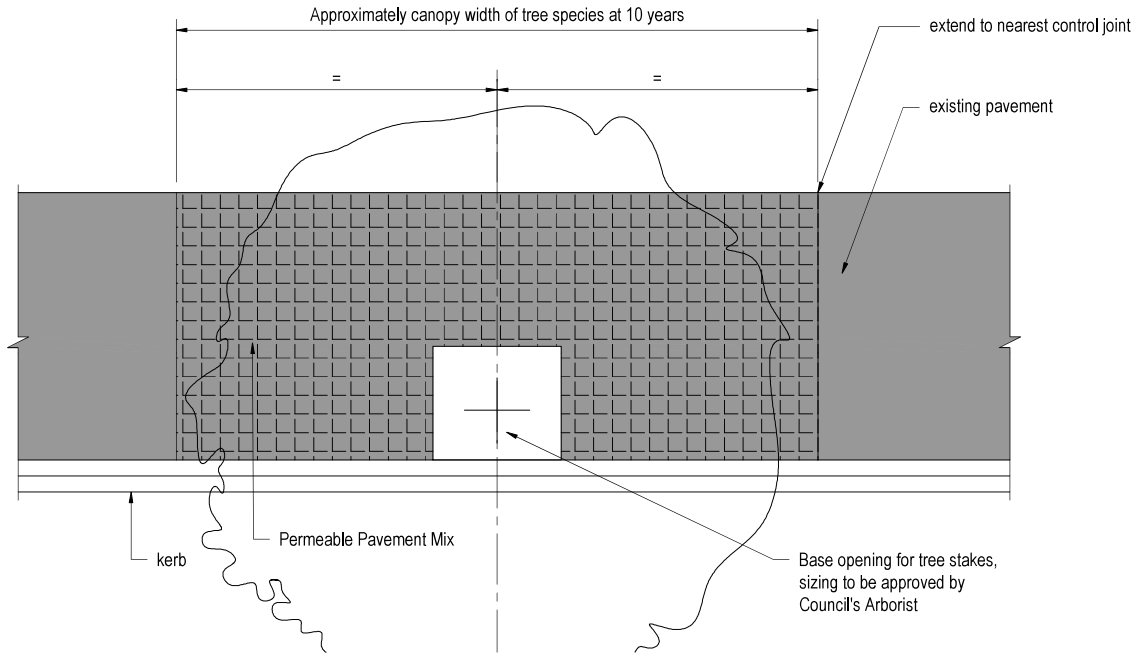 Approximately canopy width of tree species at 10 years
extend to nearest control joint
=
=
existing pavement
Permeable Pavement Mix
kerb
Base opening for tree stakes,
sizing to be approved by
Council's Arborist